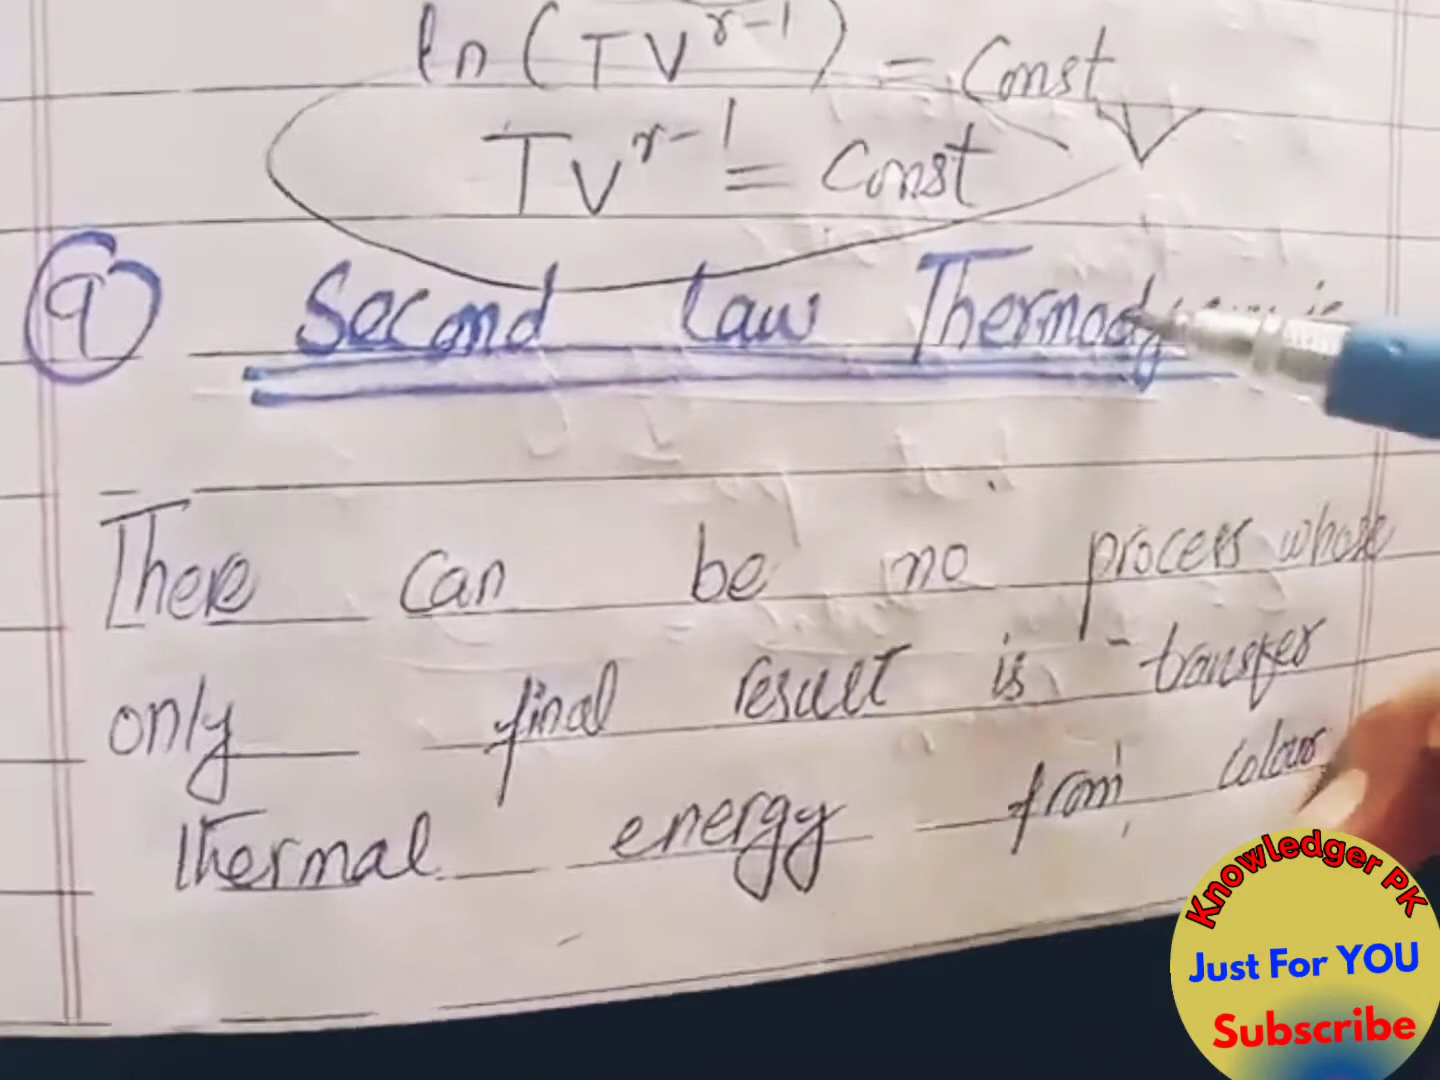 ln (TV^r-1) = Const
TV^r-1 = Const
9 Second law Thermod
There can be no process whose
only final result is transfer
thermal energy from colour
Knowledger PK
Just For YOU
Subscribe